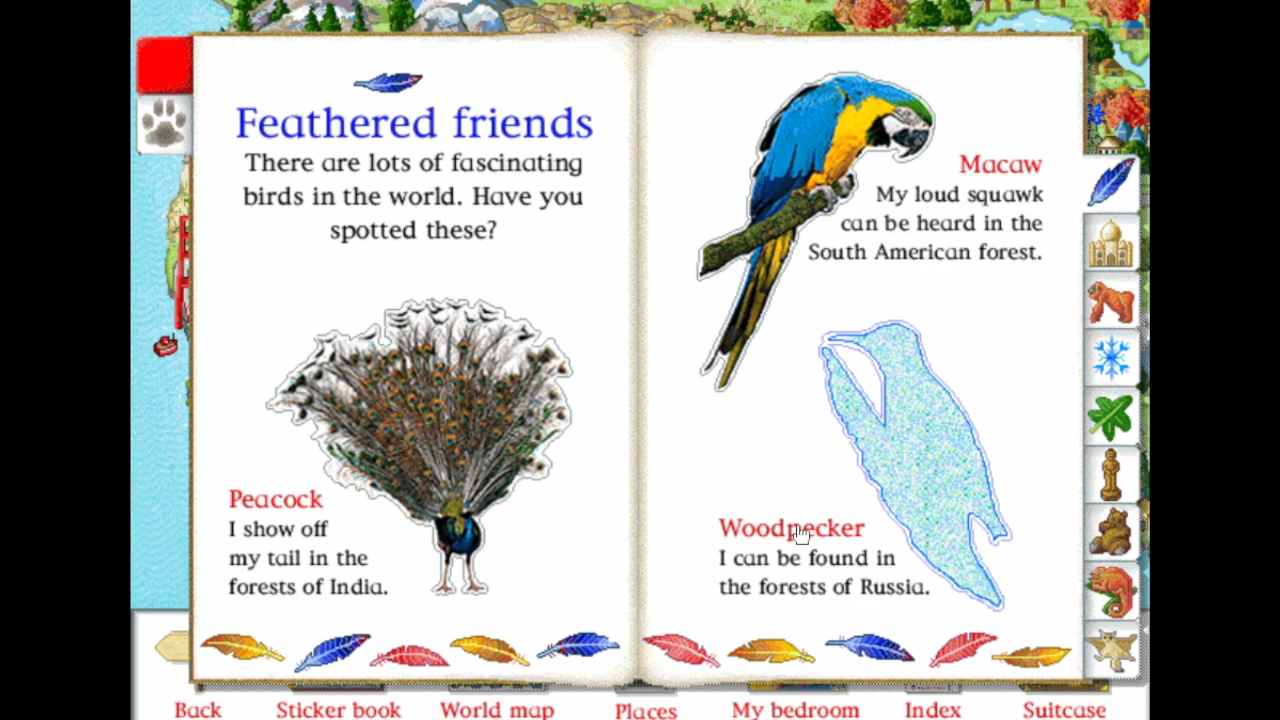 Feathered friends
There are lots of fascinating
birds in the world. Have you
spotted these?
Peacock
I show off
my tail in the
forests of India.
Macaw
My loud squawk
can be heard in the
South American forest.
Woodpecker
I can be found in
the forests of Russia.
Back Sticker book World map Places My bedroom Index Suitcase